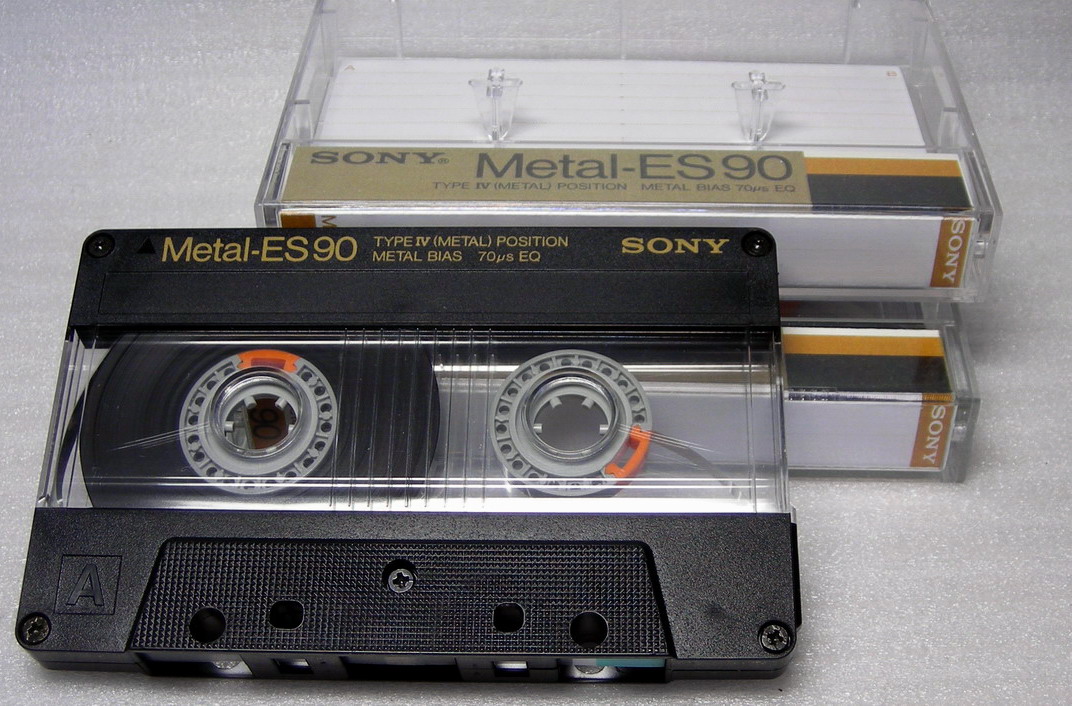 SONY® Metal-ES90
TYPE IV (METAL) POSITION METAL BIAS 70µs EQ
SONY
▲ Metal-ES90 TYPE IV (METAL) POSITION SONY
METAL BIAS 70µs EQ
SONY
90
A